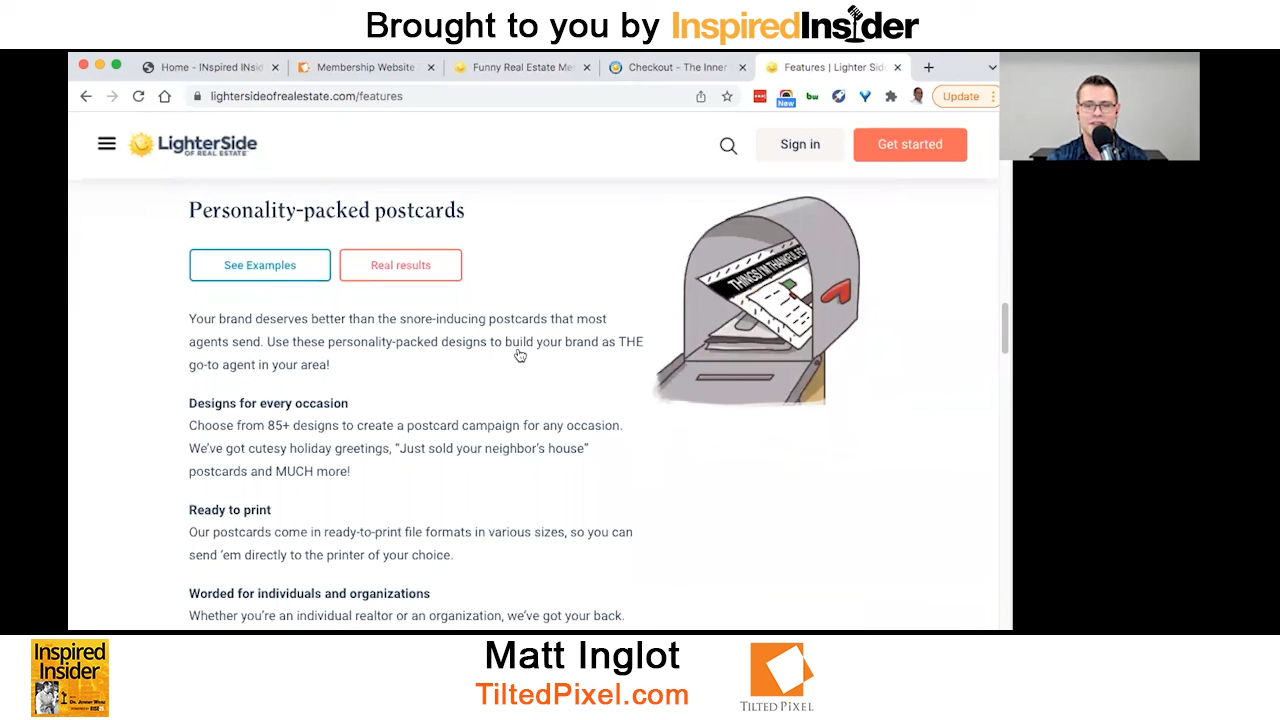 Brought to you by InspiredInsider
Home - INspired INsid
Membership Website
Funny Real Estate Me
Checkout - The Inner
Features | Lighter Side
lightersideofrealestate.com/features
New
bw
Update
LighterSide
OF REAL ESTATE
Sign in
Get started
Personality-packed postcards
See Examples
Real results
THINGS I'M THANKFUL FO
Your brand deserves better than the snore-inducing postcards that most
agents send. Use these personality-packed designs to build your brand as THE
go-to agent in your area!
Designs for every occasion
Choose from 85+ designs to create a postcard campaign for any occasion.
We've got cutesy holiday greetings, “Just sold your neighbor's house”
postcards and MUCH more!
Ready to print
Our postcards come in ready-to-print file formats in various sizes, so you can
send 'em directly to the printer of your choice.
Worded for individuals and organizations
Whether you're an individual realtor or an organization, we've got your back.
Inspired
Insider
Matt Inglot
TiltedPixel.com
TILTED PIXEL